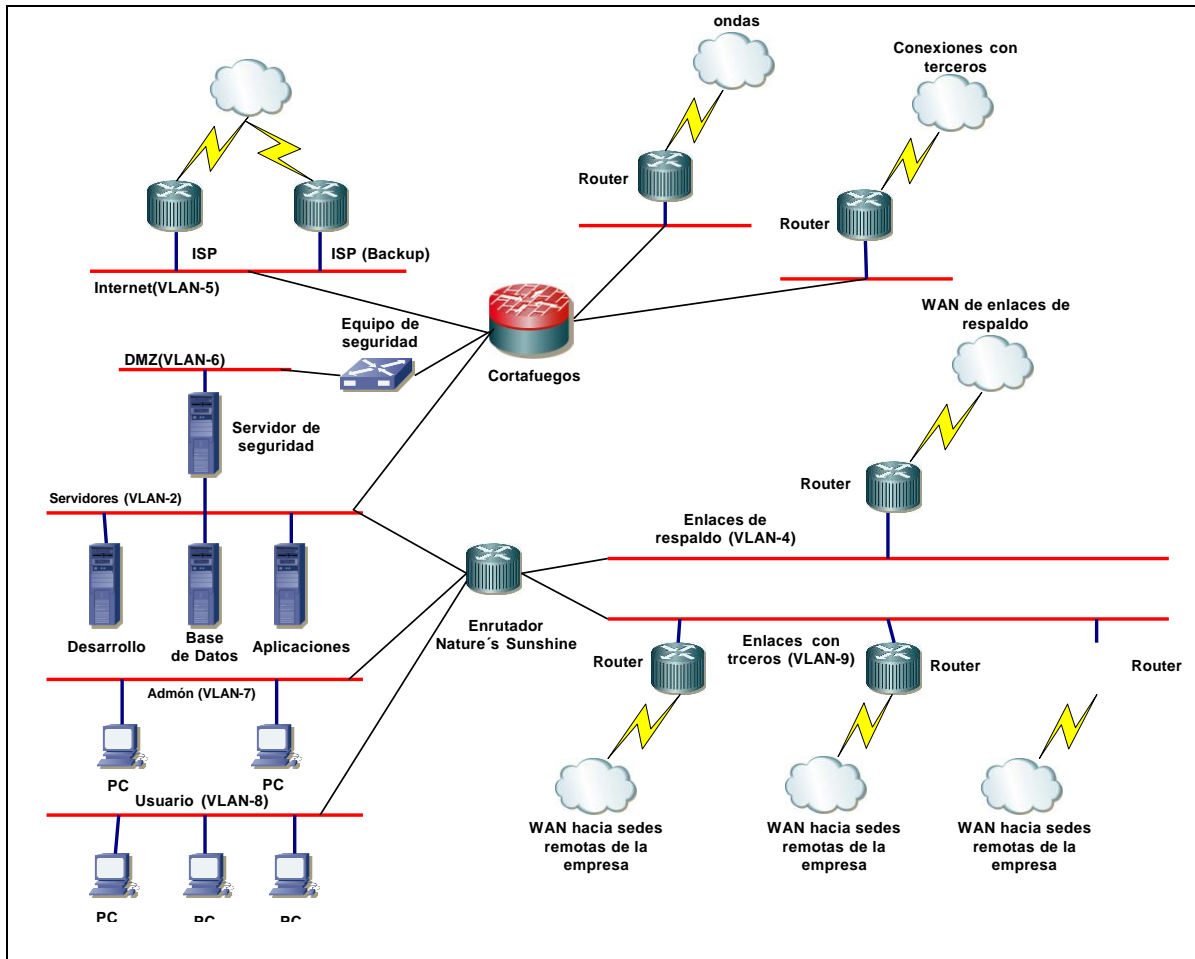 ondas
Conexiones con
terceros
Router
Router
ISP
ISP (Backup)
Internet(VLAN-5)
WAN de enlaces de
respaldo
Equipo de
seguridad
DMZ(VLAN-6)
Cortafuegos
Servidor de
seguridad
Router
Servidores (VLAN-2)
Enlaces de
respaldo (VLAN-4)
Desarrollo
Base
de Datos
Aplicaciones
Enrutador
Nature´s Sunshine
Router
Enlaces con
trceros (VLAN-9)
Router
Router
Admón (VLAN-7)
PC
PC
Usuario (VLAN-8)
WAN hacia sedes
remotas de la
empresa
WAN hacia sedes
remotas de la
empresa
WAN hacia sedes
remotas de la
empresa
PC
PC
PC